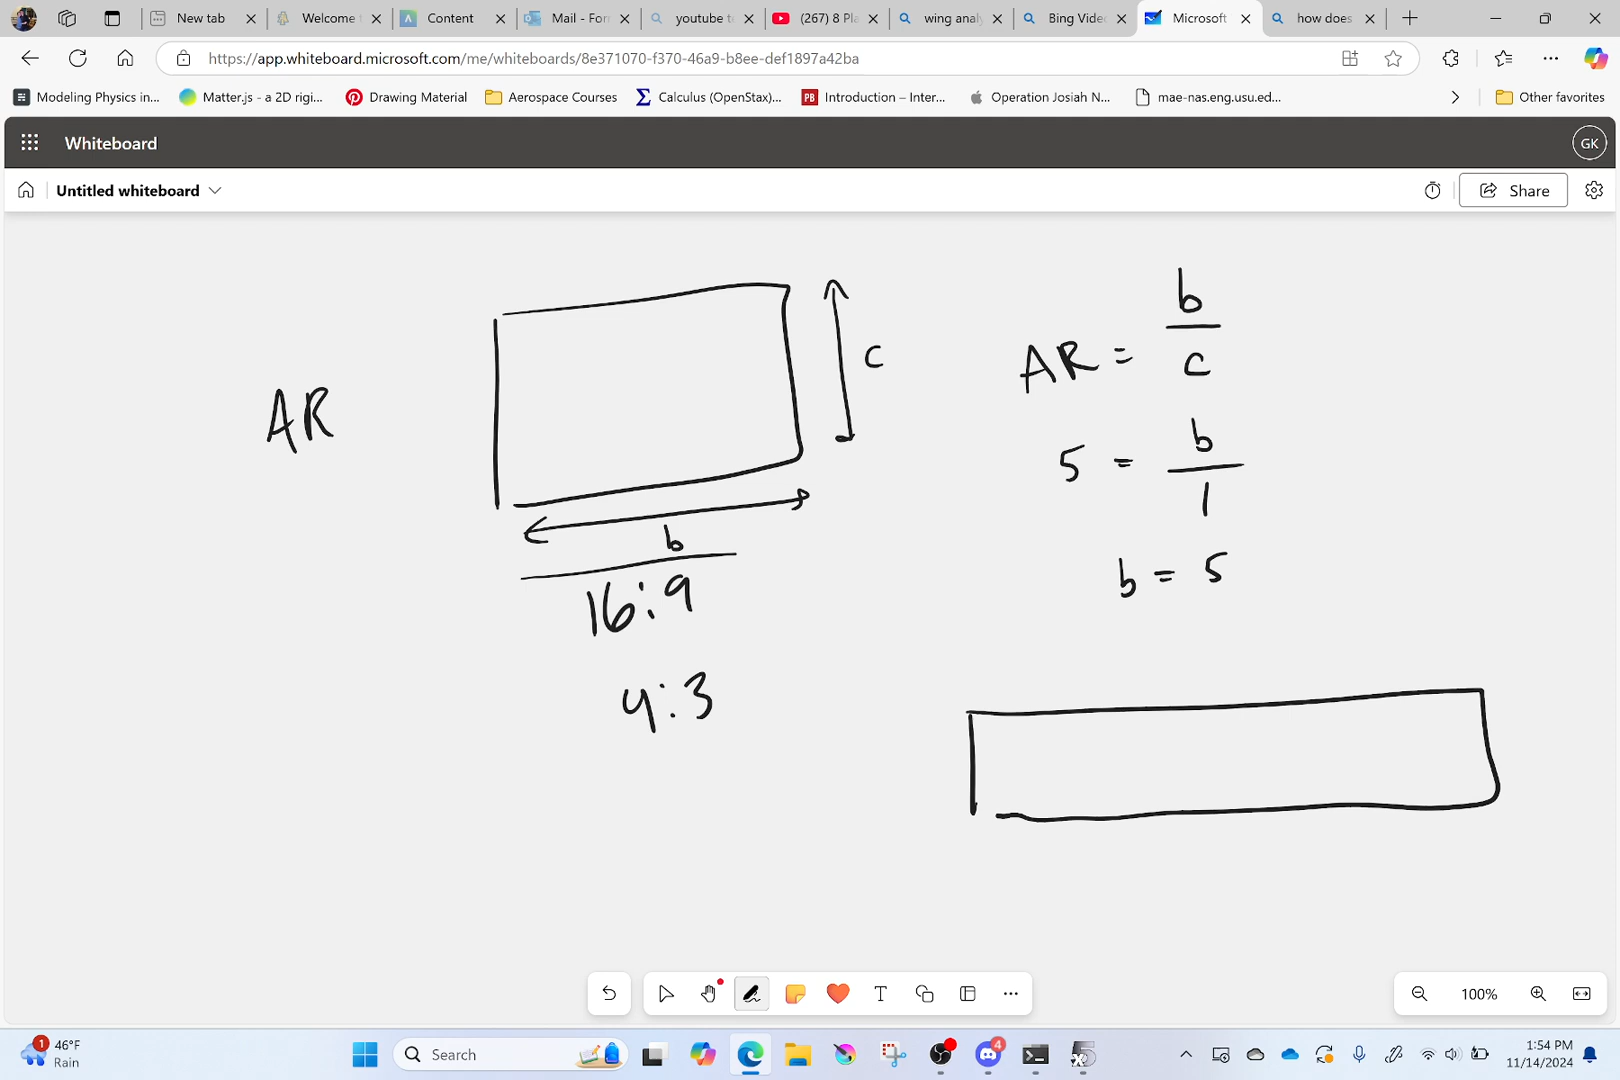 New tab
Welcome
Content
Mail - For
youtube t
(267) 8 Pl
wing analy
Bing Vide
Microsoft
how does
https://app.whiteboard.microsoft.com/me/whiteboards/8e371070-f370-46a9-b8ee-def1897a42ba
Modeling Physics in...
Matter.js - a 2D rigi...
Drawing Material
Aerospace Courses
Calculus (OpenStax)...
Introduction – Inter...
Operation Josiah N...
mae-nas.eng.usu.ed...
Other favorites
Whiteboard
GK
Untitled whiteboard
Share
AR
c
b
16:9
4:3
AR = b
c
5 = b
1
b = 5
100%
1
46°F
Rain
Search
4
1:54 PM
11/14/2024